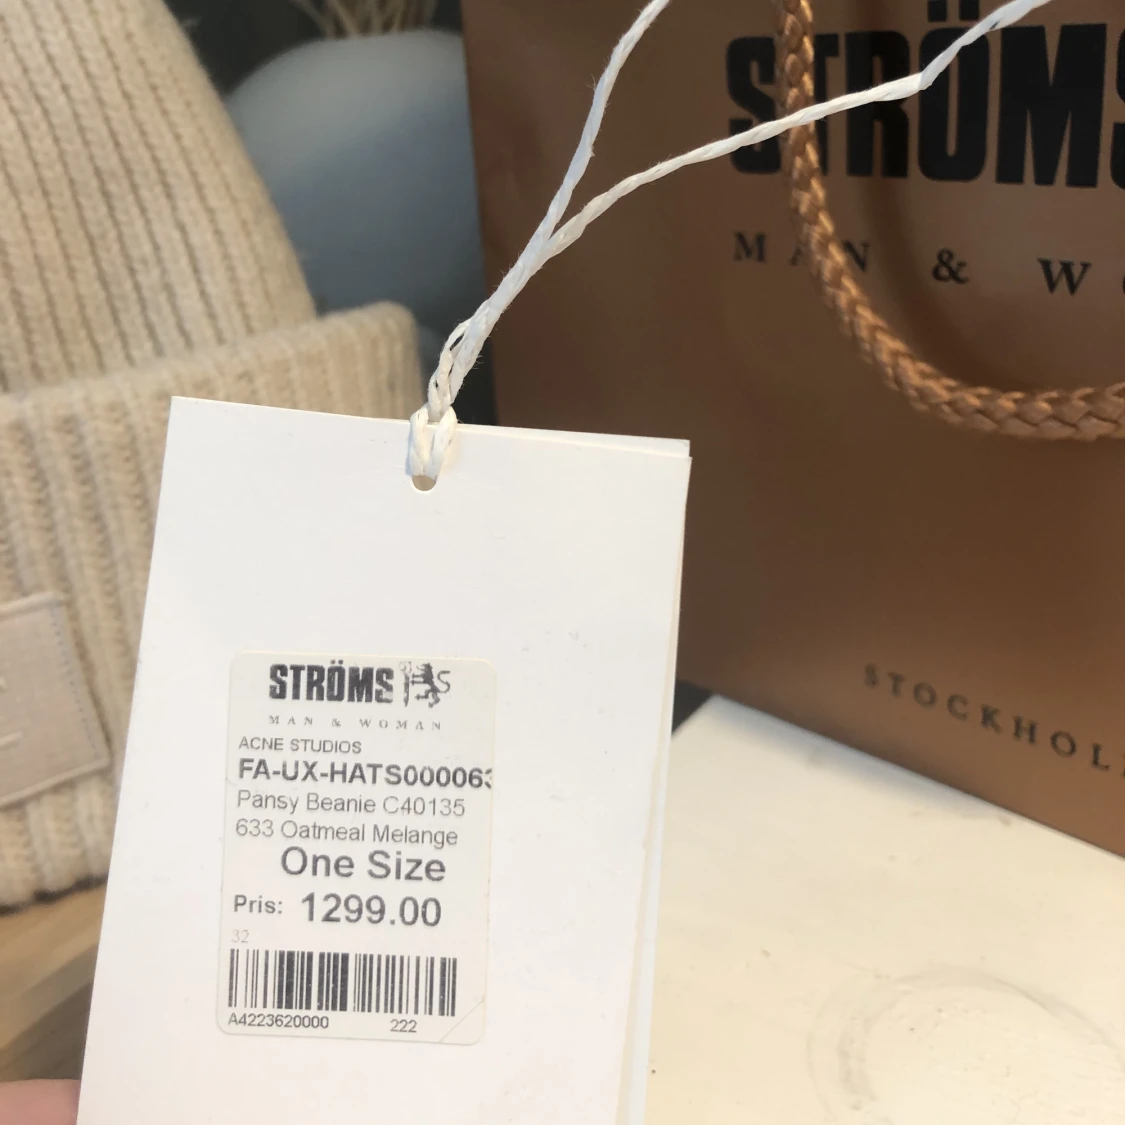 STRÖMS
MAN & W
STOCKHOL
STRÖMS
MAN & WOMAN
ACNE STUDIOS
FA-UX-HATS000063
Pansy Beanie C40135
633 Oatmeal Melange
One Size
Pris: 1299.00
32
A4223620000 222